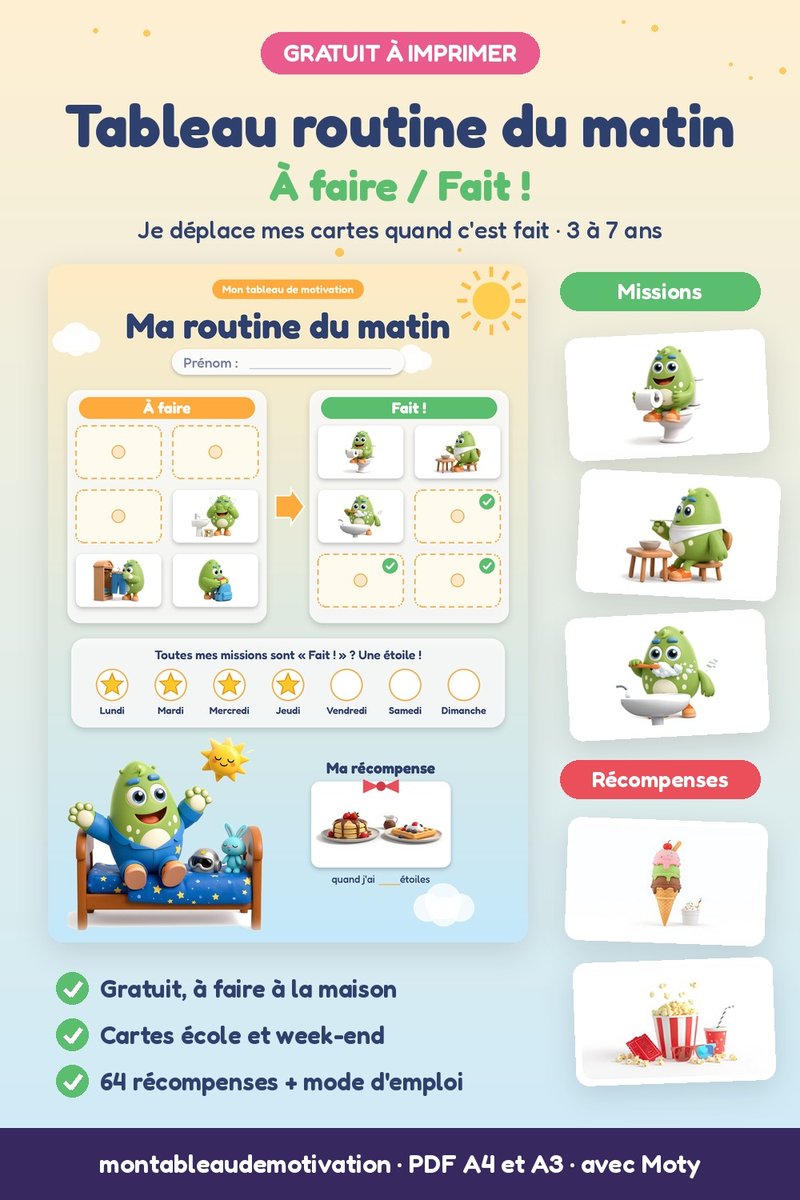 GRATUIT À IMPRIMER
Tableau routine du matin
À faire / Fait !
Je déplace mes cartes quand c'est fait · 3 à 7 ans
Mon tableau de motivation
Ma routine du matin
Prénom :
À faire
Fait !
Toutes mes missions sont « Fait ! » ? Une étoile !
Lundi Mardi Mercredi Jeudi Vendredi Samedi Dimanche
Ma récompense
quand j'ai ___ étoiles
Missions
Récompenses
Gratuit, à faire à la maison
Cartes école et week-end
64 récompenses + mode d'emploi
montableaudemotivation · PDF A4 et A3 · avec Moty